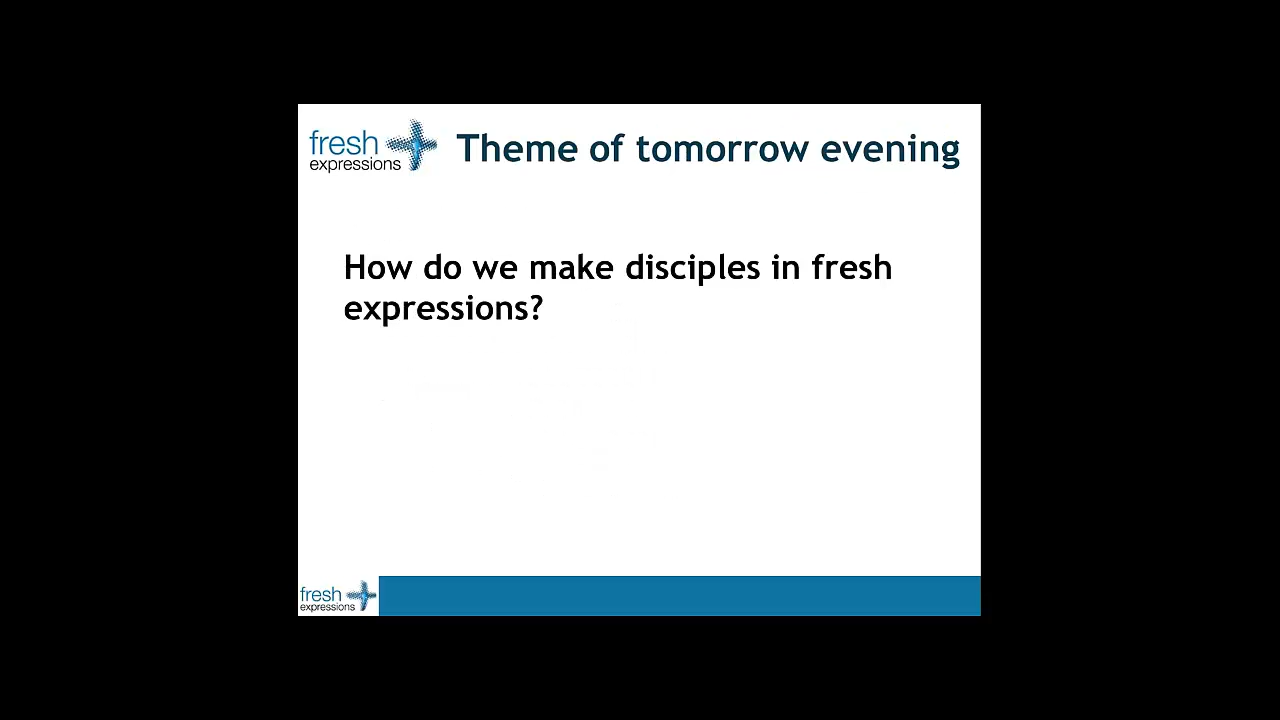 fresh
expressions
Theme of tomorrow evening
How do we make disciples in fresh
expressions?
fresh
expressions